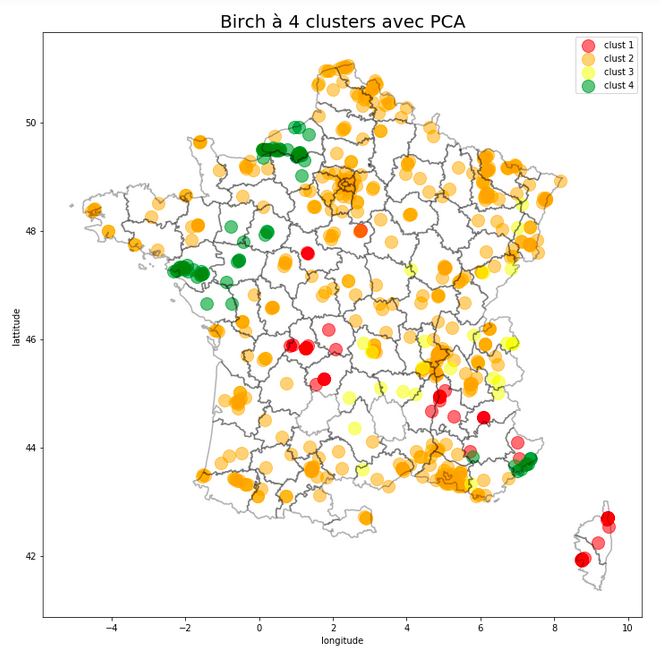 Birch à 4 clusters avec PCA
clust 1
clust 2
clust 3
clust 4
50
48
46
44
42
lattitude
−4
−2
0
2
4
6
8
10
longitude